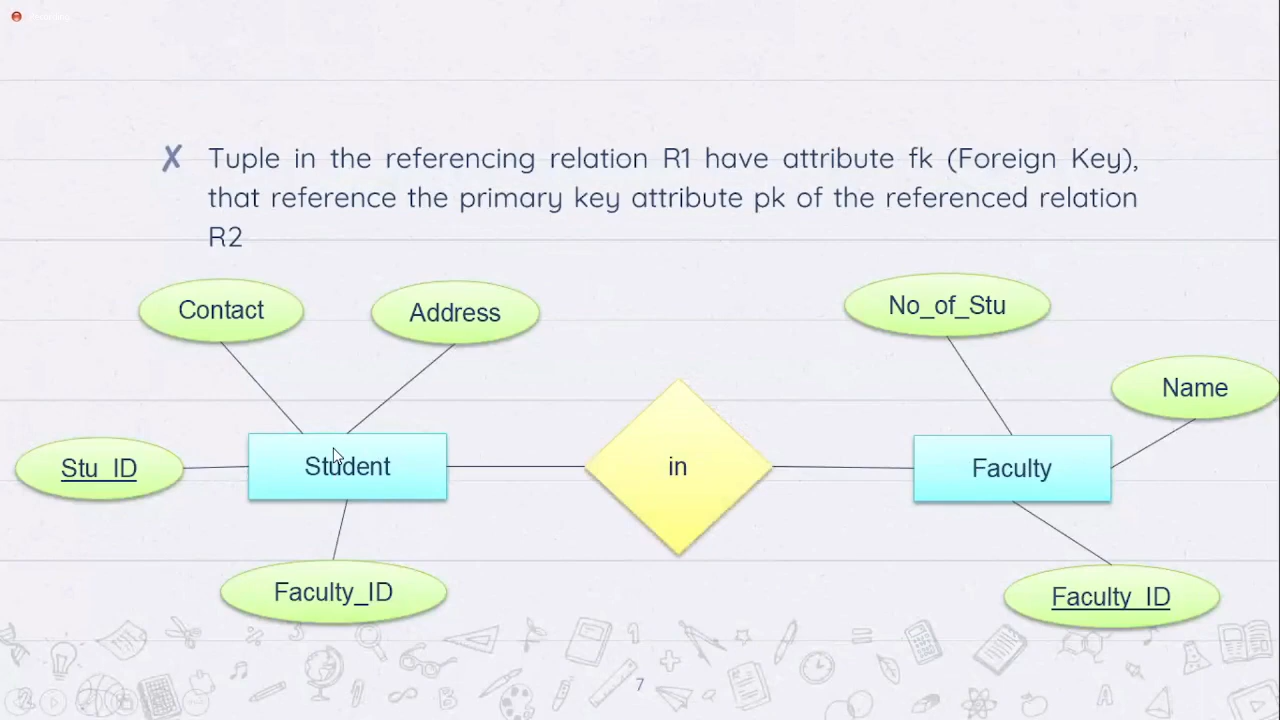 ✗ Tuple in the referencing relation R1 have attribute fk (Foreign Key),
that reference the primary key attribute pk of the referenced relation
R2
Contact
Address
No_of_Stu
Name
Stu_ID
Student
in
Faculty
Faculty_ID
Faculty_ID
7